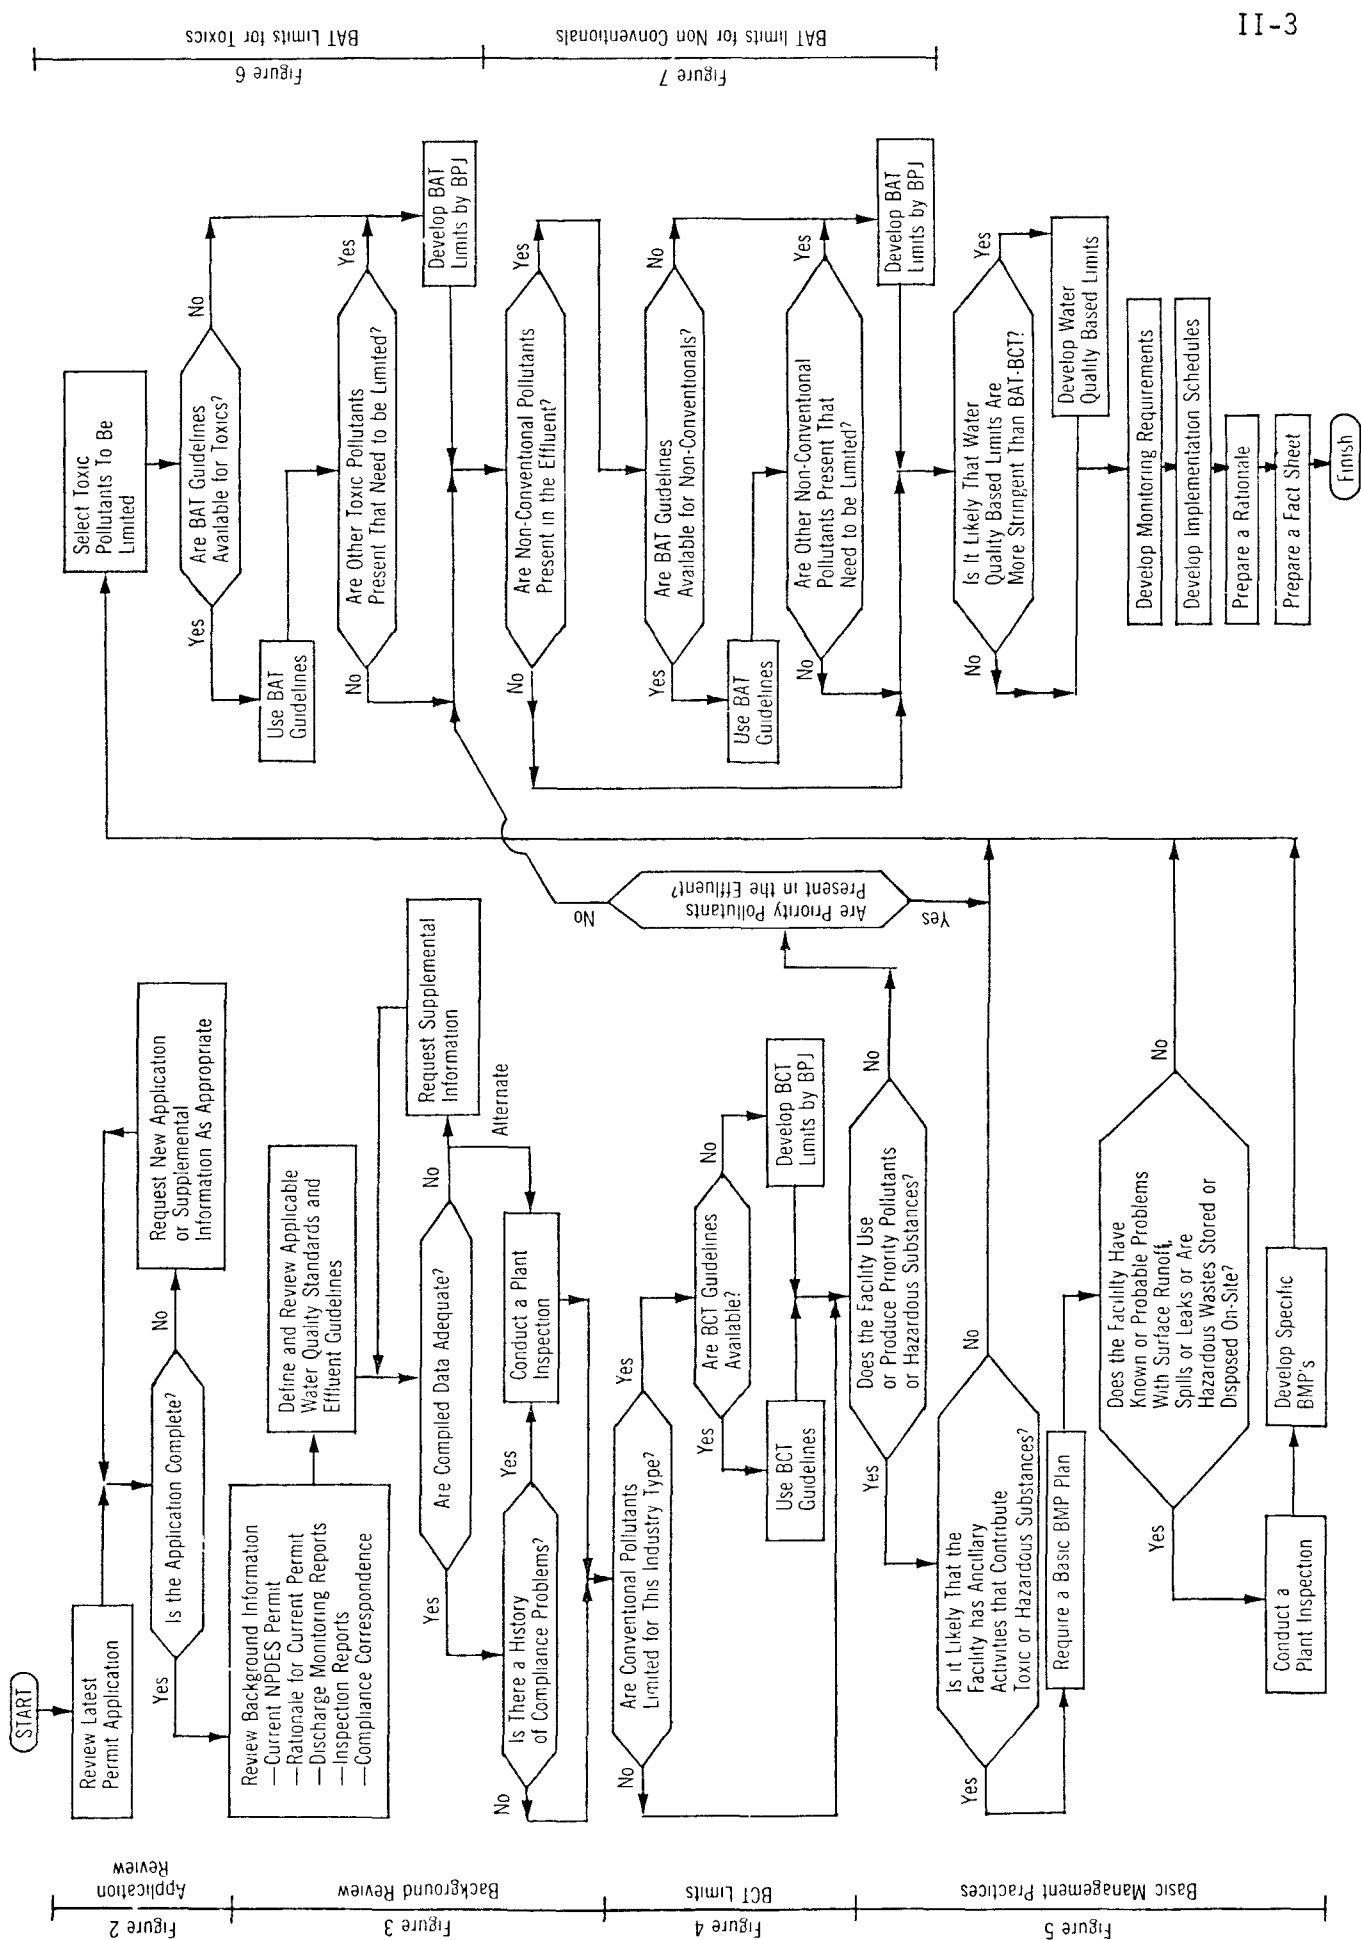 START
Review Latest
Permit Application
Is the Application Complete?
Yes
No
Request New Application
or Supplemental
Information As Appropriate
Review Background Information
—Current NPDES Permit
—Rationale for Current Permit
—Discharge Monitoring Reports
—Inspection Reports
—Compliance Correspondence
Define and Review Applicable
Water Quality Standards and
Effluent Guidelines
Are Compiled Data Adequate?
Yes
No
Request Supplemental
Information
Alternate
Is There a History
of Compliance Problems?
Yes
No
Conduct a Plant
Inspection
Are Conventional Pollutants
Limited for This Industry Type?
Yes
No
Are BCT Guidelines
Available?
Yes
No
Use BCT
Guidelines
Develop BCT
Limits by BPJ
Does the Facility Use
or Produce Priority Pollutants
or Hazardous Substances?
Yes
No
Are Priority Pollutants
Present in the Effluent?
No
Yes
Is it Likely That the
Facility has Ancillary
Activities that Contribute
Toxic or Hazardous Substances?
Yes
No
Require a Basic BMP Plan
Does the Facility Have
Known or Probable Problems
With Surface Runoff,
Spills or Leaks or Are
Hazardous Wastes Stored or
Disposed On-Site?
Yes
No
Conduct a
Plant Inspection
Develop Specific
BMP's
Select Toxic
Pollutants To Be
Limited
Are BAT Guidelines
Available for Toxics?
Yes
No
Use BAT
Guidelines
Are Other Toxic Pollutants
Present That Need to be Limited?
No
Yes
Develop BAT
Limits by BPJ
Are Non-Conventional Pollutants
Present in the Effluent?
No
Yes
Are BAT Guidelines
Available for Non-Conventionals?
Yes
No
Use BAT
Guidelines
Are Other Non-Conventional
Pollutants Present That
Need to be Limited?
No
Yes
Develop BAT
Limits by BPJ
Is It Likely That Water
Quality Based Limits Are
More Stringent Than BAT-BCT?
No
Yes
Develop Water
Quality Based Limits
Develop Monitoring Requirements
Develop Implementation Schedules
Prepare a Rationale
Prepare a Fact Sheet
Finish
Figure 2
Application
Review
Figure 3
Background Review
Figure 4
BCT Limits
Figure 5
Basic Management Practices
Figure 6
BAT Limits for Toxics
Figure 7
BAT limits for Non Conventionals
II-3